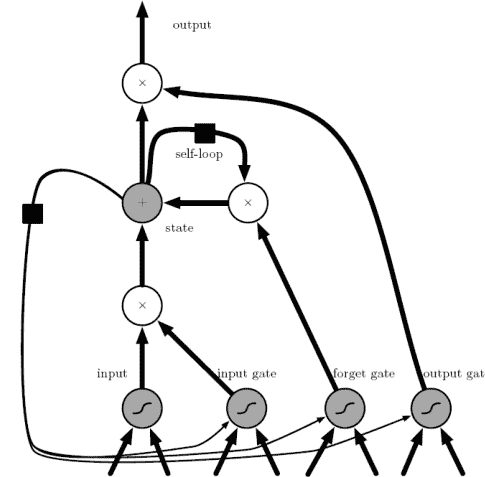 output
×
self-loop
+
×
state
×
input
input gate
forget gate
output gat